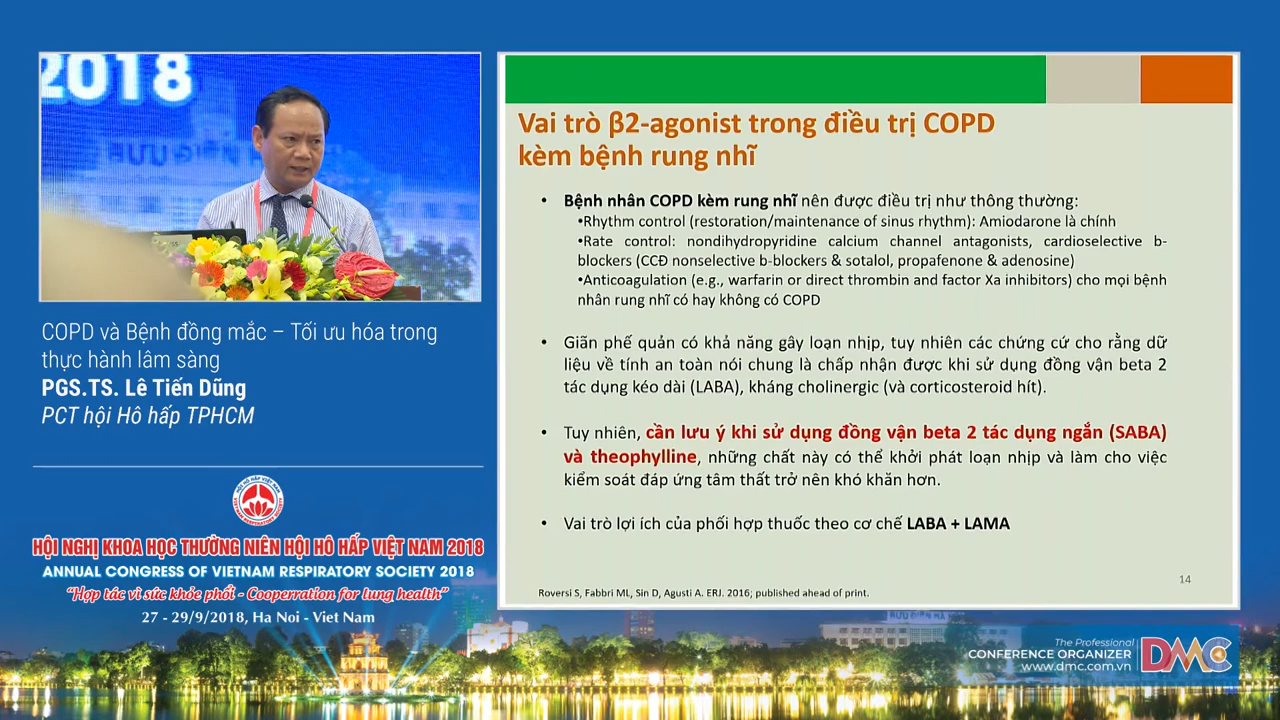 2018
COPD và Bệnh đồng mắc – Tối ưu hóa trong
thực hành lâm sàng
PGS.TS. Lê Tiến Dũng
PCT hội Hô hấp TPHCM
HỘI NGHỊ KHOA HỌC THƯỜNG NIÊN HỘI HÔ HẤP VIỆT NAM 2018
ANNUAL CONGRESS OF VIETNAM RESPIRATORY SOCIETY 2018
“Hợp tác vì sức khỏe phổi - Cooperration for lung health”
27 - 29/9/2018, Ha Noi - Viet Nam
Vai trò β2-agonist trong điều trị COPD
kèm bệnh rung nhĩ
• Bệnh nhân COPD kèm rung nhĩ nên được điều trị như thông thường:
•Rhythm control (restoration/maintenance of sinus rhythm): Amiodarone là chính
•Rate control: nondihydropyridine calcium channel antagonists, cardioselective b-
blockers (CCĐ nonselective b-blockers & sotalol, propafenone & adenosine)
•Anticoagulation (e.g., warfarin or direct thrombin and factor Xa inhibitors) cho mọi bệnh
nhân rung nhĩ có hay không có COPD
• Giãn phế quản có khả năng gây loạn nhịp, tuy nhiên các chứng cứ cho rằng dữ
liệu về tính an toàn nói chung là chấp nhận được khi sử dụng đồng vận beta 2
tác dụng kéo dài (LABA), kháng cholinergic (và corticosteroid hít).
• Tuy nhiên, cần lưu ý khi sử dụng đồng vận beta 2 tác dụng ngắn (SABA)
và theophylline, những chất này có thể khởi phát loạn nhịp và làm cho việc
kiểm soát đáp ứng tâm thất trở nên khó khăn hơn.
• Vai trò lợi ích của phối hợp thuốc theo cơ chế LABA + LAMA
14
Roversi S, Fabbri ML, Sin D, Agusti A. ERJ. 2016; published ahead of print.
The Professional
CONFERENCE ORGANIZER
www.dmc.com.vn
DMC